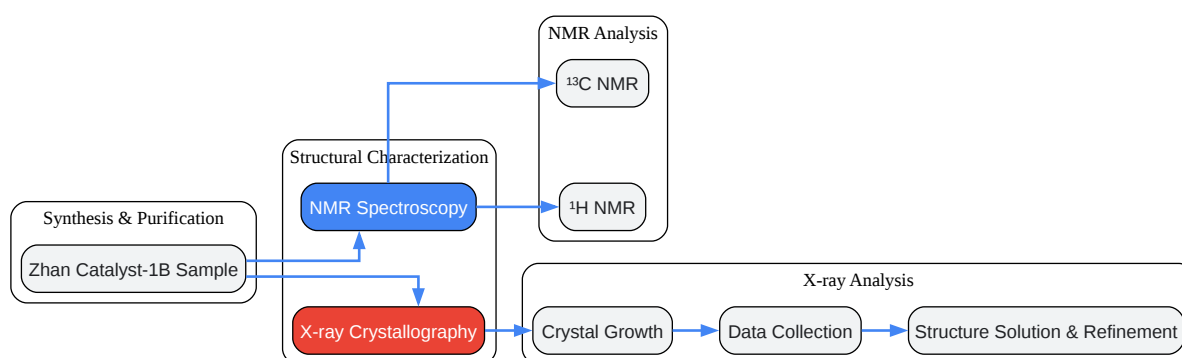 NMR Analysis
¹³C NMR
Structural Characterization
NMR Spectroscopy
¹H NMR
Synthesis & Purification
Zhan Catalyst-1B Sample
X-ray Analysis
X-ray Crystallography
Crystal Growth
Data Collection
Structure Solution & Refinement